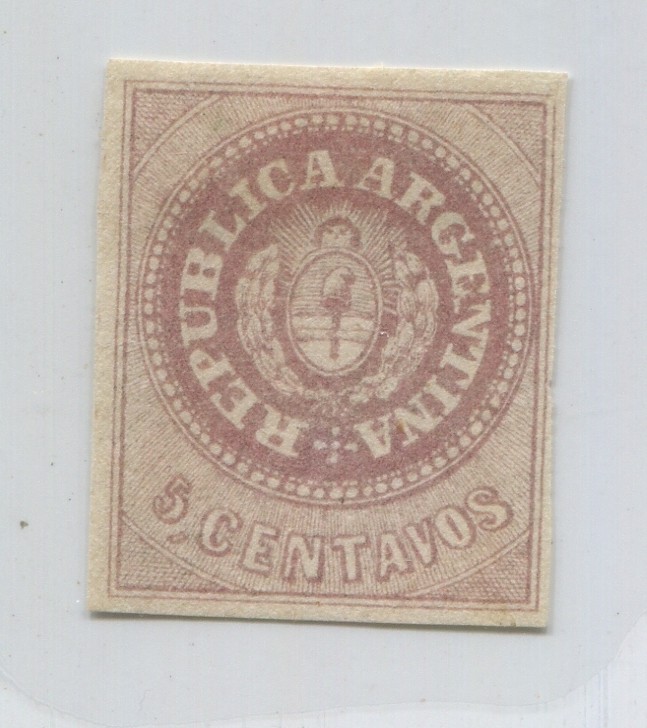 REPUBLICA ARGENTINA
5, CENTAVOS